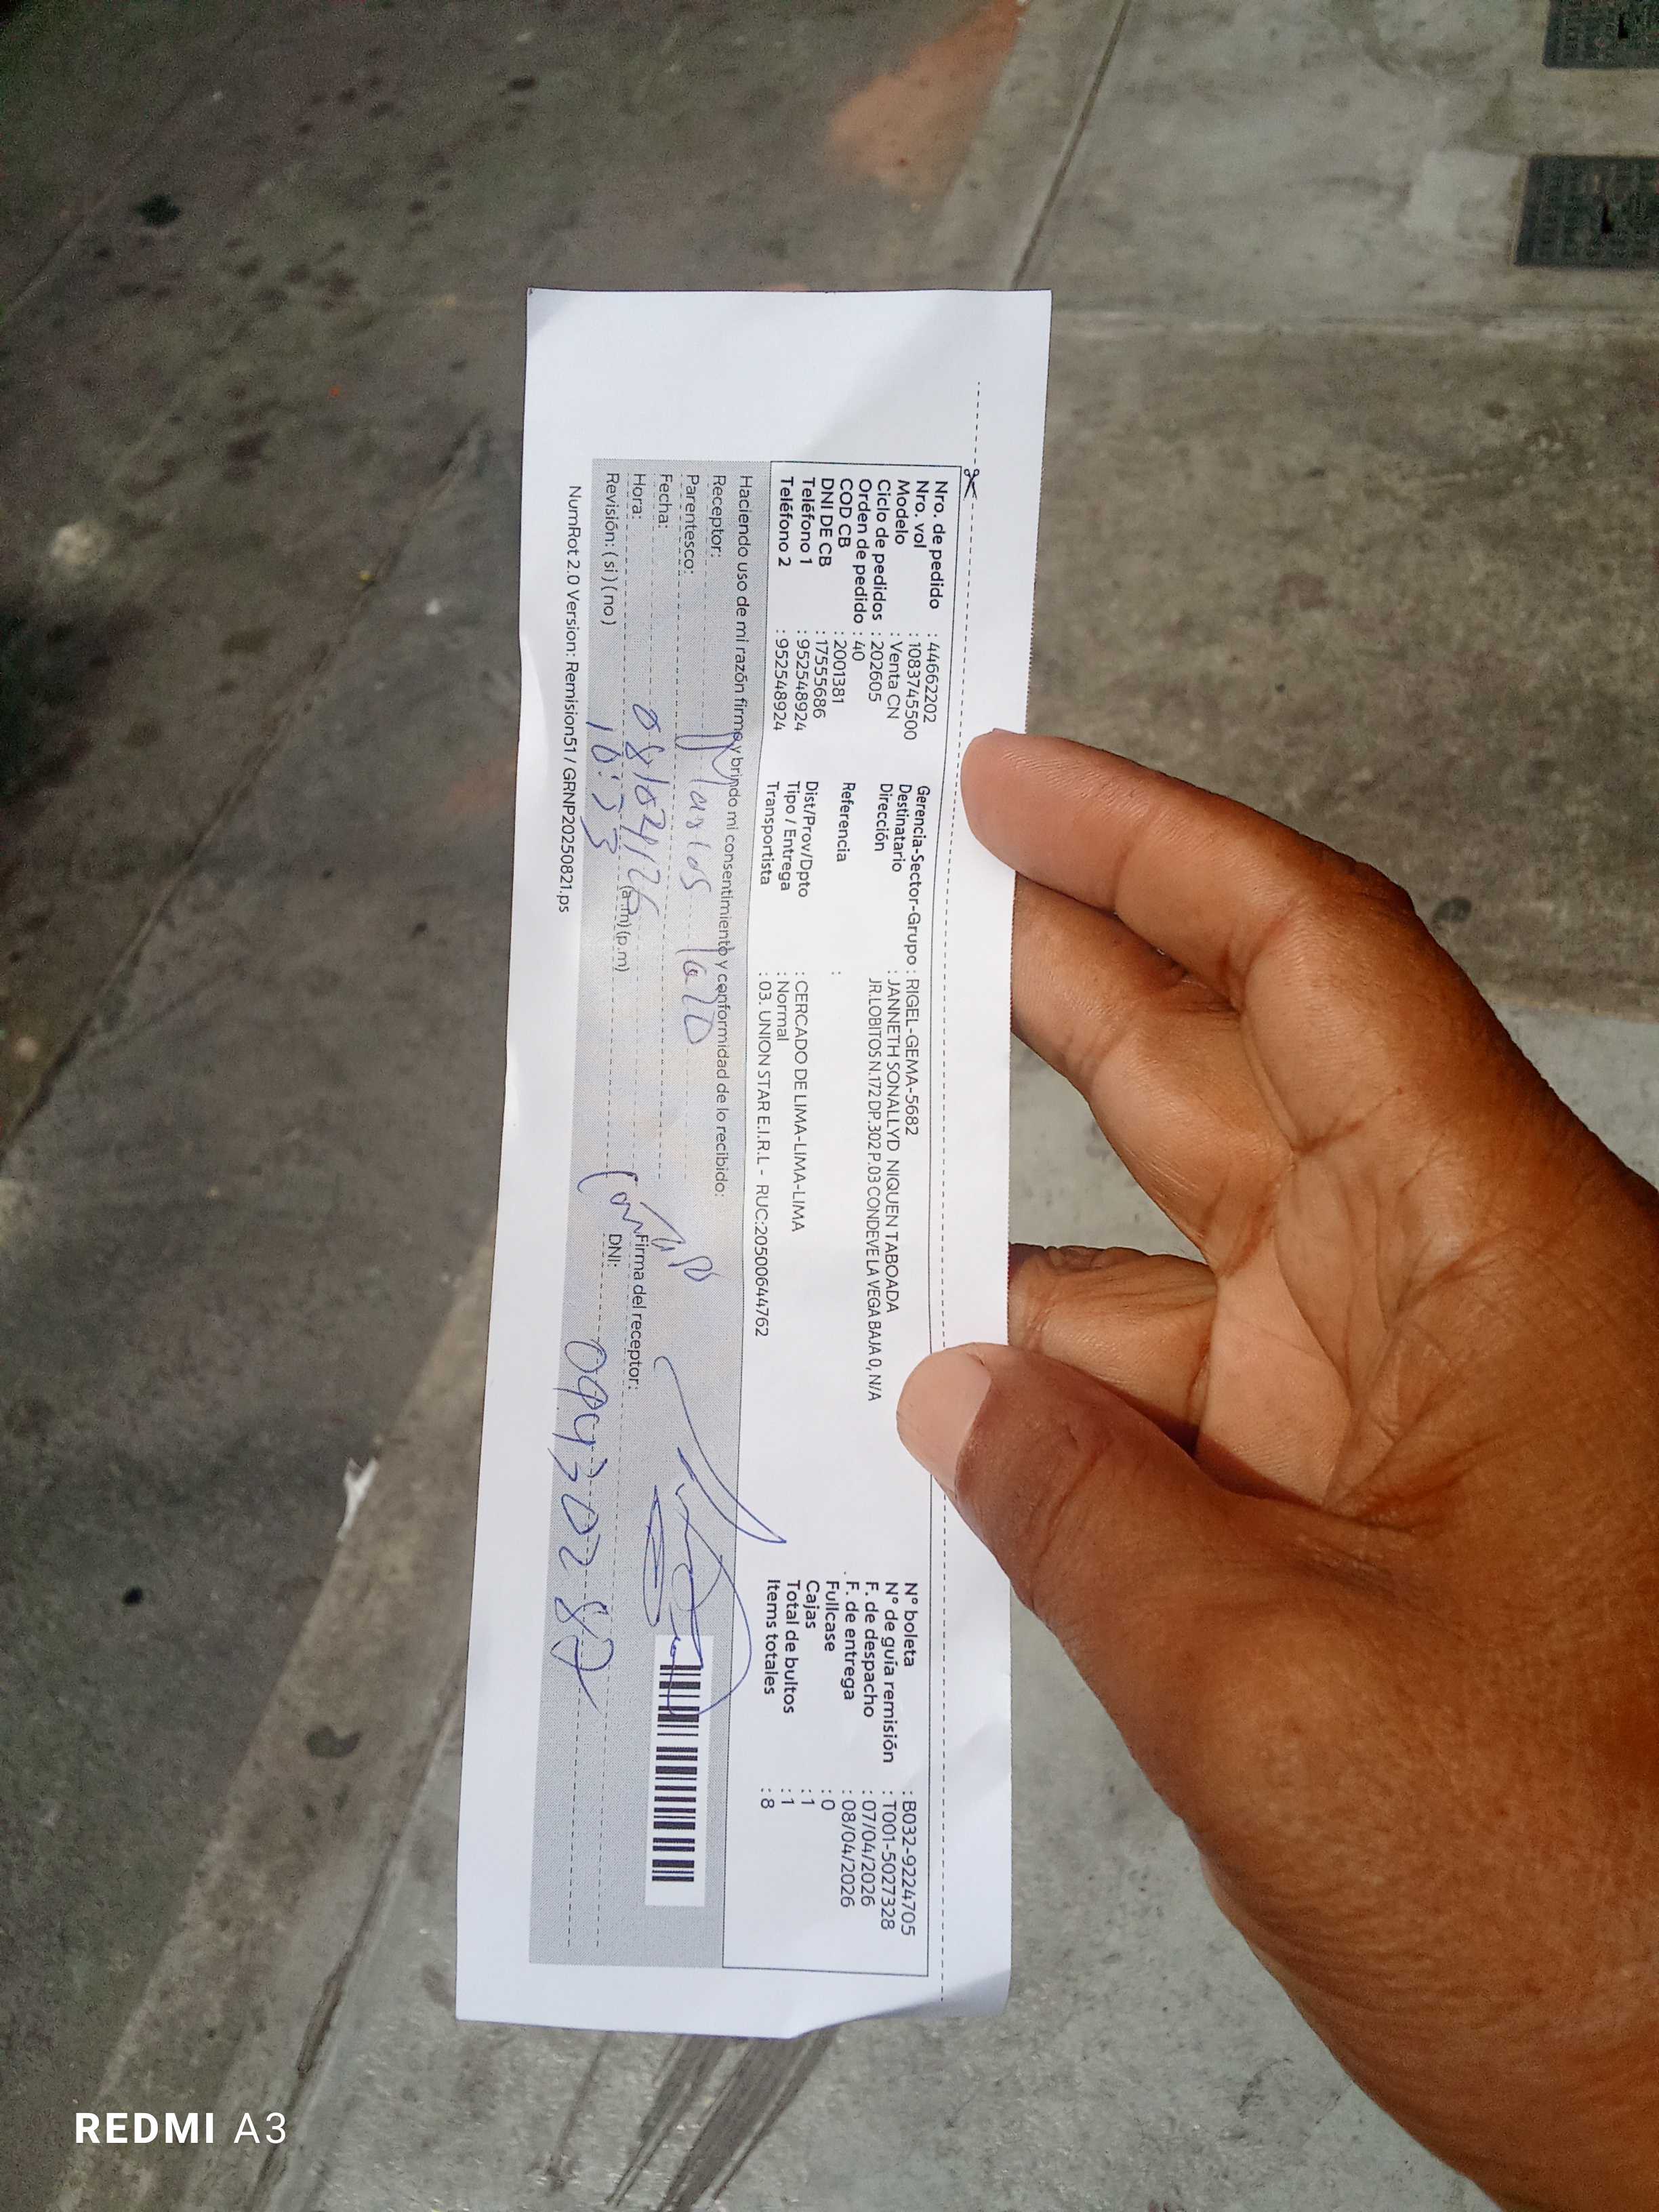 Nro. de pedido : 44662202
Nro. vol : 1083745500
Modelo : Venta CN
Ciclo de pedidos : 202605
Orden de pedido : 40
COD CB : 2001381
DNI DE CB : 17555686
Teléfono 1 : 952548924
Teléfono 2 : 952548924
Gerencia-Sector-Grupo : RIGEL-GEMA-5682
Destinatario : JANNETH SONALLYD NIQUEN TABOADA
Dirección JR.LOBITOS N.172 DP.302 P.03 CONDEVE LA VEGA BAJA 0, N/A
Referencia :
Dist/Prov/Dpto : CERCADO DE LIMA-LIMA-LIMA
Tipo / Entrega : Normal
Transportista : 03. UNION STAR E.I.R.L - RUC:20500644762
N° boleta : B032-9224705
N° de guía remisión : T001-5027328
F. de despacho : 07/04/2026
F. de entrega : 08/04/2026
Fullcase : 0
Cajas : 1
Total de bultos : 1
Items totales : 8
Haciendo uso de mi razón firmo y brindo mi consentimiento y conformidad de lo recibido:
Receptor:
Parentesco:
Fecha: 08/04/26
Hora: (a.m) (p.m)
Revisión: ( si ) ( no )
Firma del receptor:
DNI:
NumRot 2.0 Version: Remision51 / GRNP20250821.ps
REDMI A3